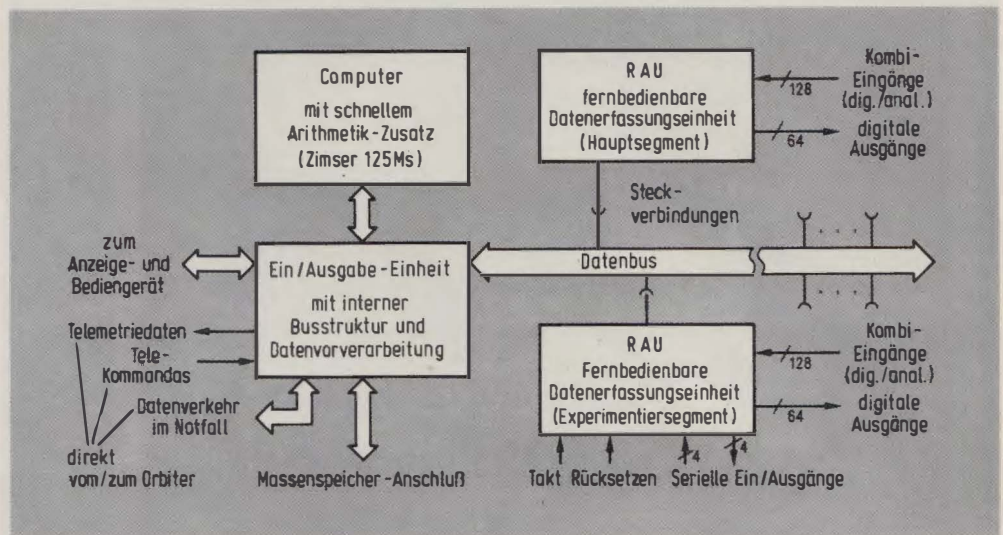 Computer
mit schnellem
Arithmetik-Zusatz
(Zimser 125Ms)
RAU
fernbedienbare
Datenerfassungseinheit
(Hauptsegment)
128
Kombi-
Eingänge
(dig./anal.)
64
digitale
Ausgänge
Steck-
verbindungen
zum
Anzeige- und
Bediengerät
Ein/Ausgabe-Einheit
mit interner
Busstruktur und
Datenvorverarbeitung
Datenbus
Telemetriedaten
Tele-
Kommandas
Datenverkehr
im Notfall
direkt
vom/zum Orbiter
Massenspeicher-Anschluß
RAU
Fernbedienbare
Datenerfassungseinheit
(Experimentiersegment)
128
Kombi-
Eingänge
(dig./anal.)
64
digitale
Ausgänge
4
4
Takt Rücksetzen Serielle Ein/Ausgänge